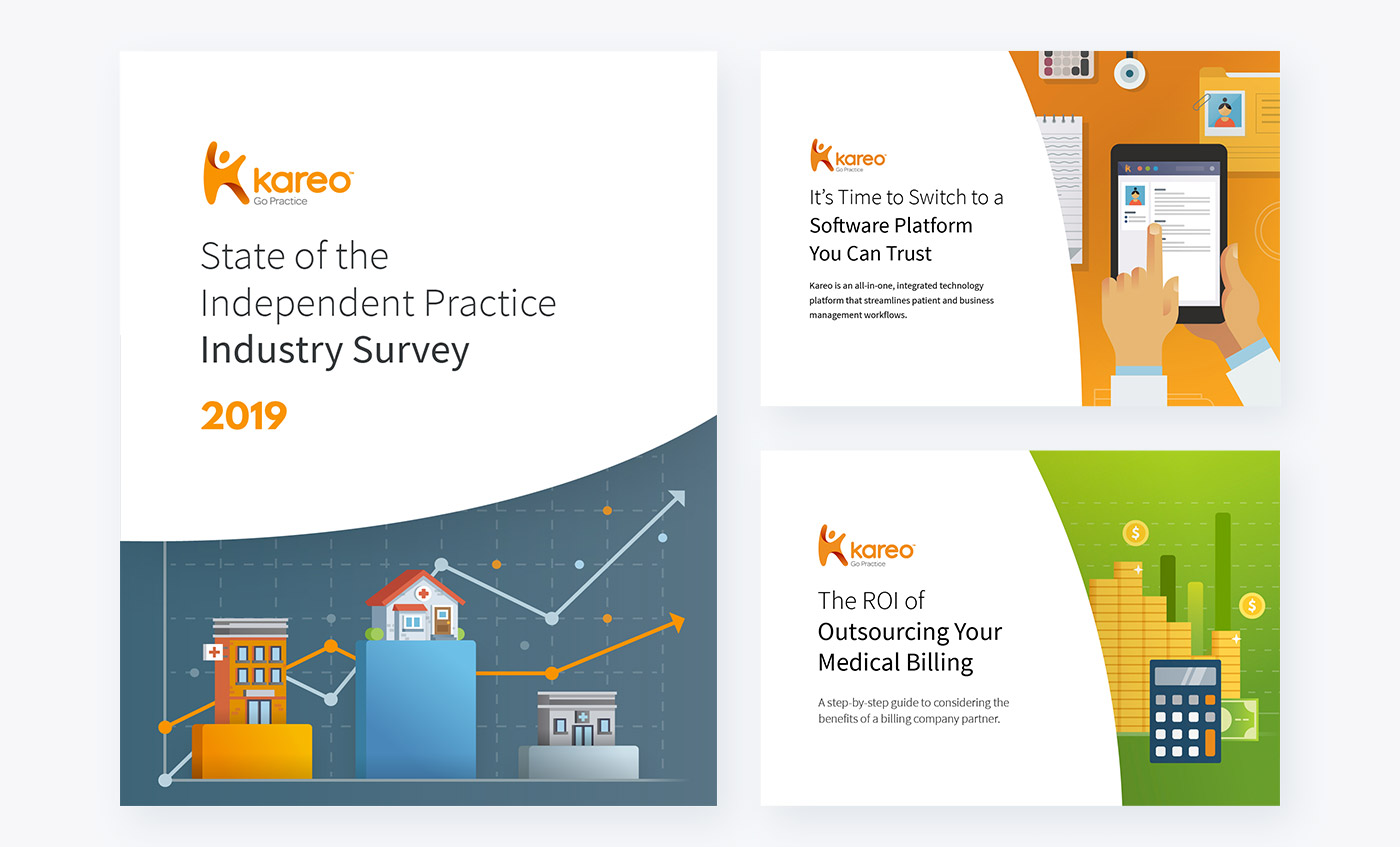 kareo™
Go Practice
State of the
Independent Practice
Industry Survey
2019
kareo™
Go Practice
It’s Time to Switch to a
Software Platform
You Can Trust
Kareo is an all-in-one, integrated technology
platform that streamlines patient and business
management workflows.
kareo™
Go Practice
The ROI of
Outsourcing Your
Medical Billing
A step-by-step guide to considering the
benefits of a billing company partner.
$
$